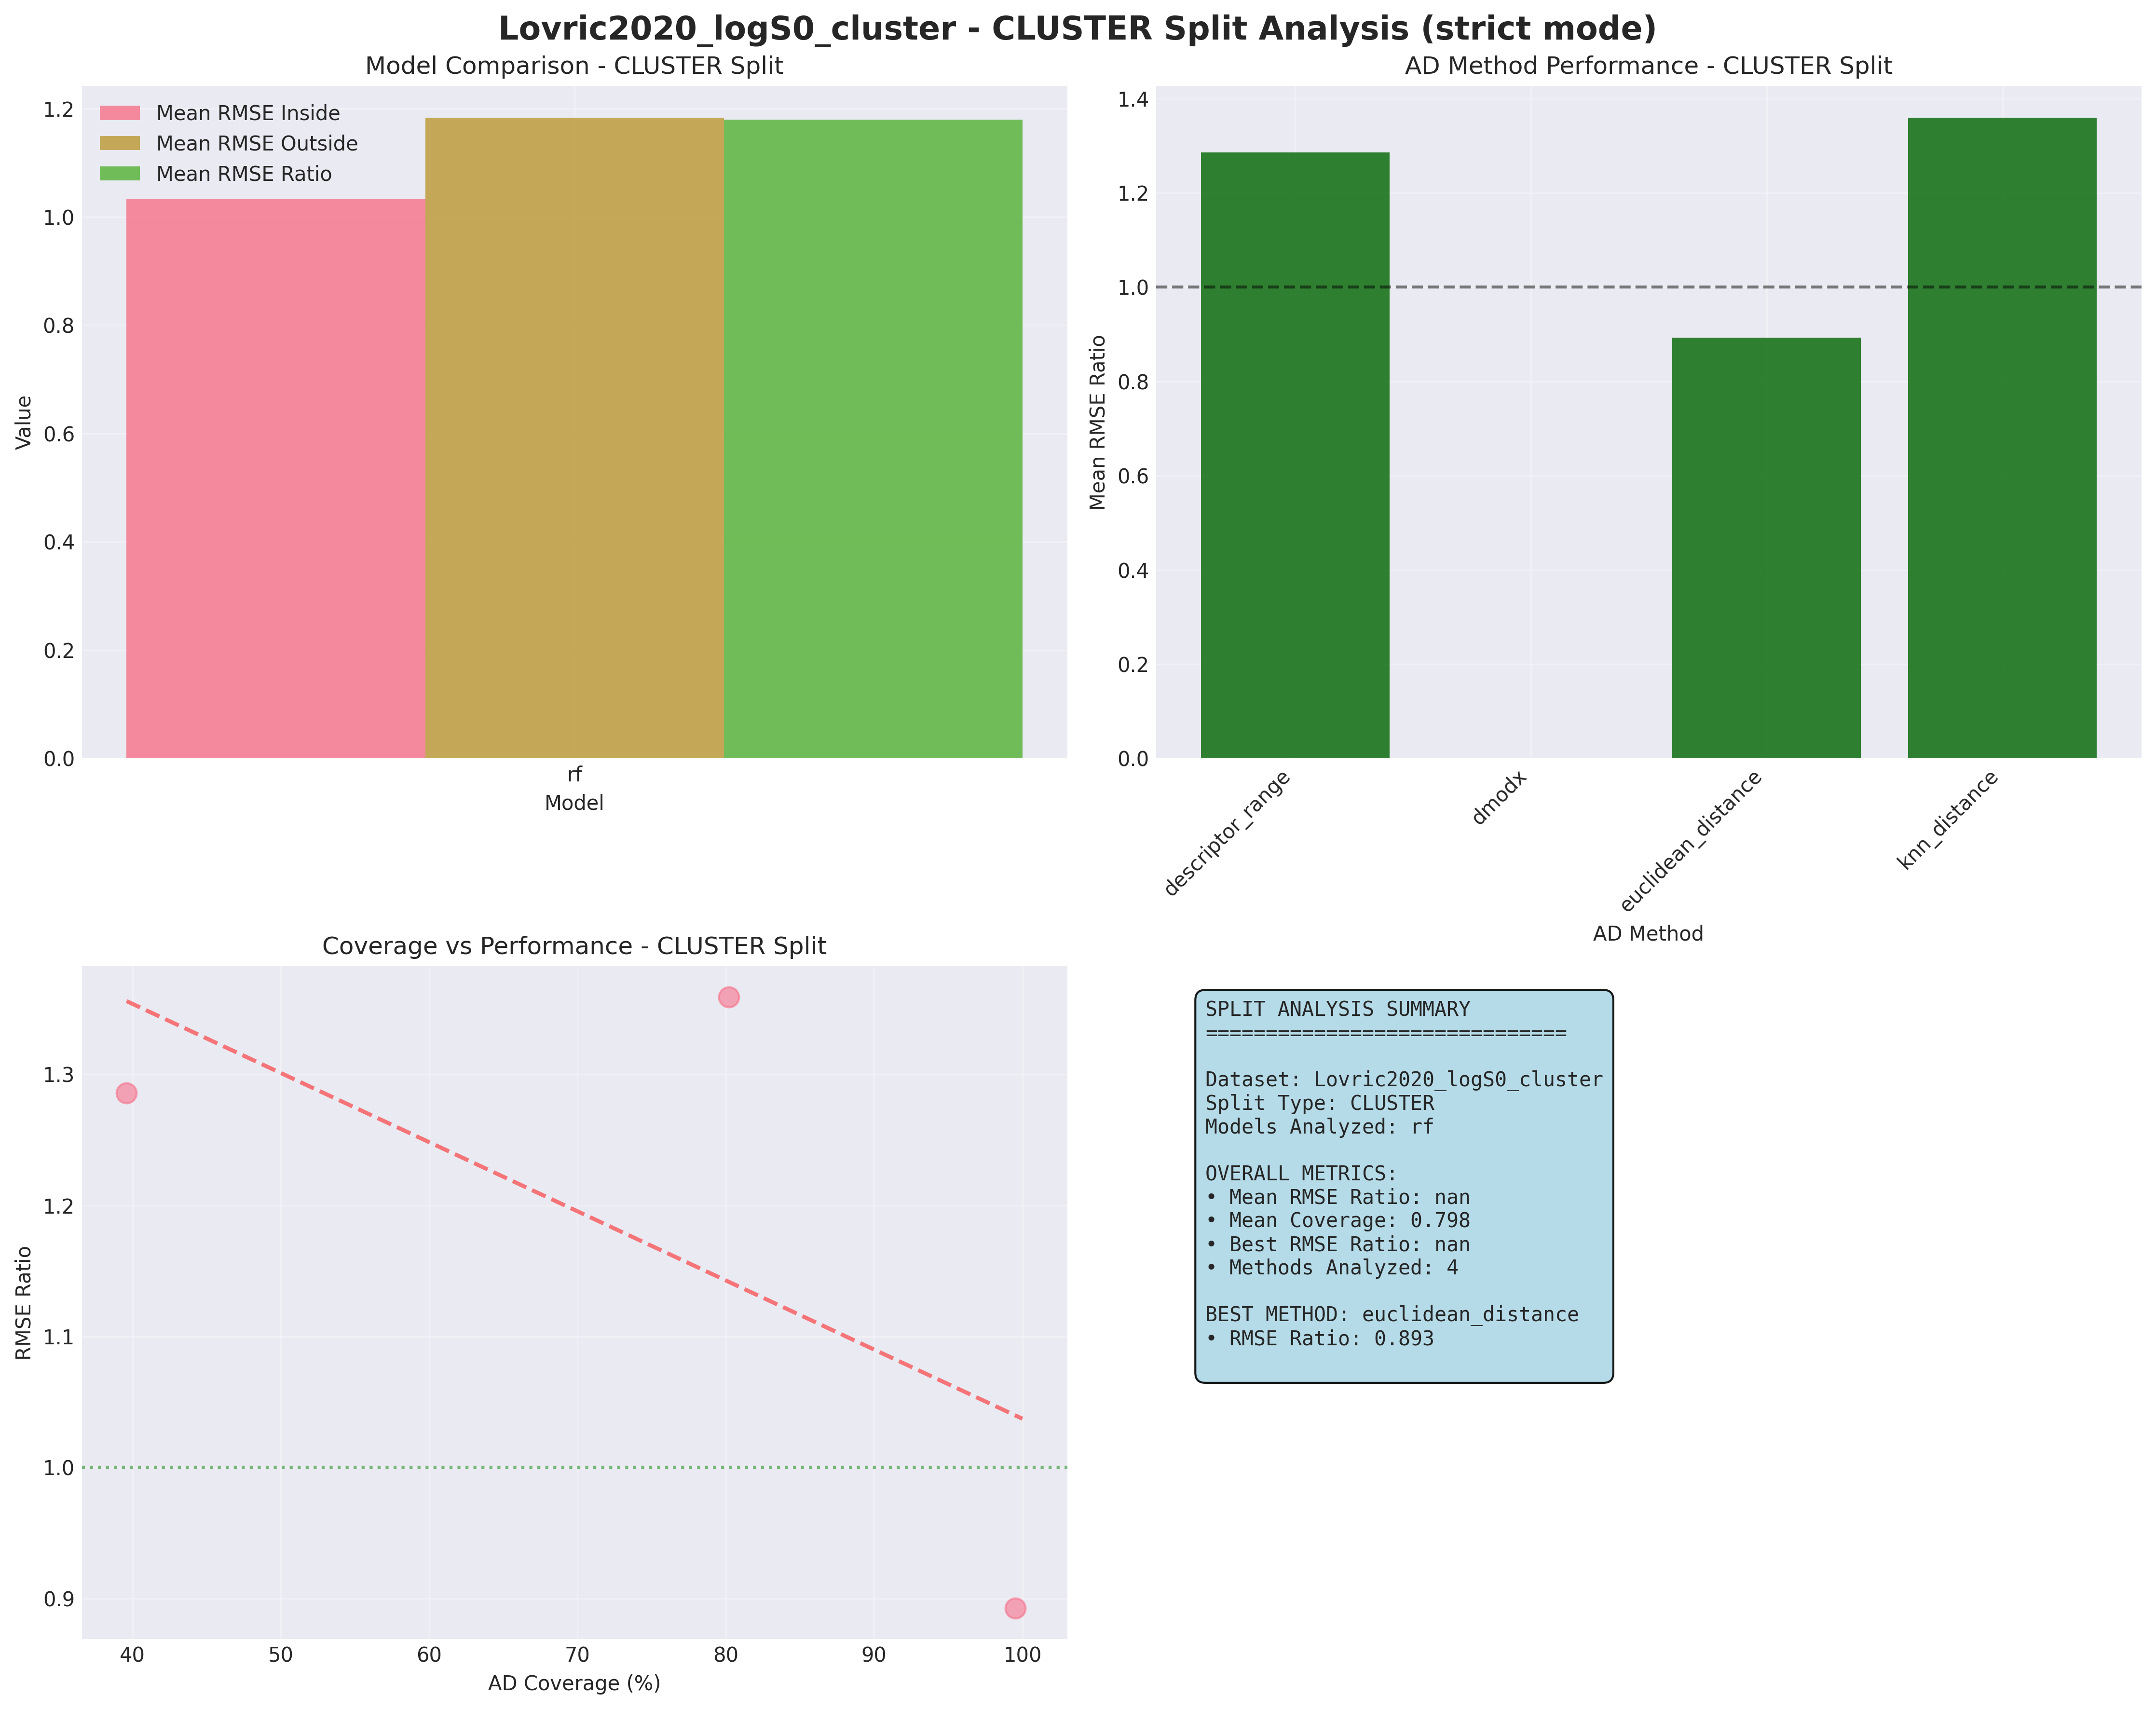 Lovric2020_logS0_cluster - CLUSTER Split Analysis (strict mode)
Model Comparison - CLUSTER Split
Mean RMSE Inside
Mean RMSE Outside
Mean RMSE Ratio
1.2
1.0
0.8
0.6
0.4
0.2
0.0
Value
rf
Model
AD Method Performance - CLUSTER Split
1.4
1.2
1.0
0.8
0.6
0.4
0.2
0.0
Mean RMSE Ratio
descriptor_range
dmodx
euclidean_distance
knn_distance
AD Method
Coverage vs Performance - CLUSTER Split
1.3
1.2
1.1
1.0
0.9
RMSE Ratio
40 50 60 70 80 90 100
AD Coverage (%)
SPLIT ANALYSIS SUMMARY
==============================
Dataset: Lovric2020_logS0_cluster
Split Type: CLUSTER
Models Analyzed: rf
OVERALL METRICS:
• Mean RMSE Ratio: nan
• Mean Coverage: 0.798
• Best RMSE Ratio: nan
• Methods Analyzed: 4
BEST METHOD: euclidean_distance
• RMSE Ratio: 0.893